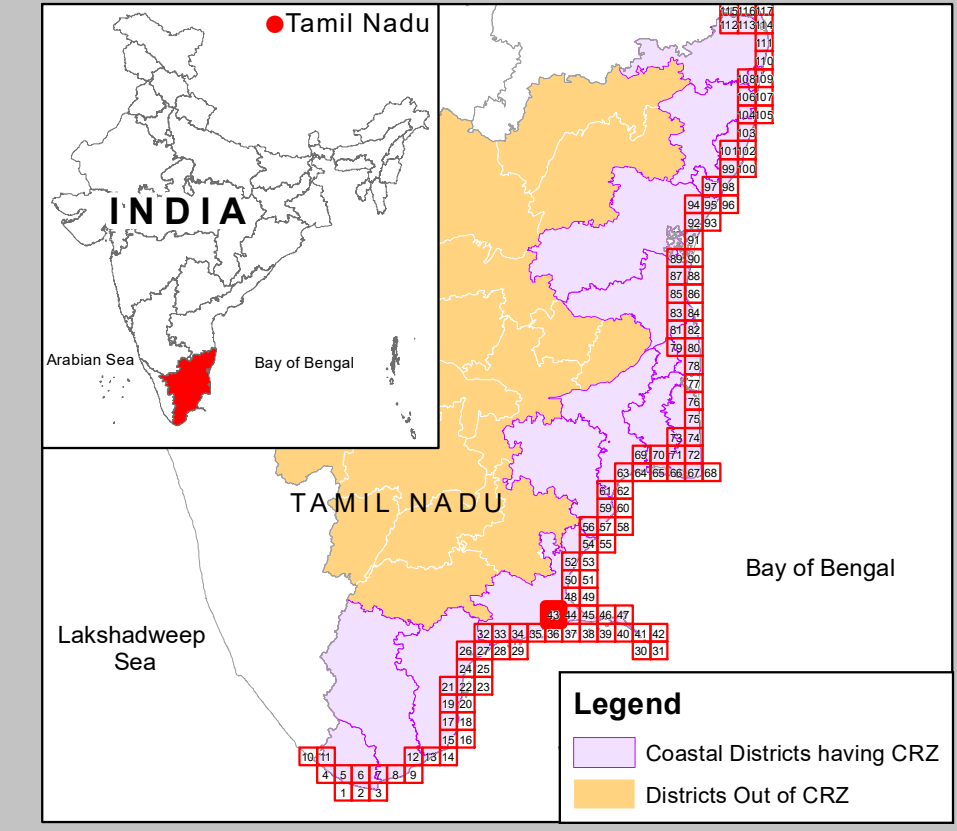 Tamil Nadu
INDIA
Arabian Sea
Bay of Bengal
115 116 117
112 113 114
111
110
108 109
106 107
104 105
103
101 102
99 100
97 98
94 95 96
92 93
91
89 90
87 88
85 86
83 84
81 82
79 80
78
77
76
75
73 74
69 70 71 72
63 64 65 66 67 68
61 62
TAMIL NADU
59 60
56 57 58
54 55
52 53
Bay of Bengal
50 51
48 49
43 44 45 46 47
Lakshadweep
Sea
32 33 34 35 36 37 38 39 40 41 42
26 27 28 29 30 31
24 25
21 22 23
19 20
17 18
15 16
10 11 12 13 14
4 5 6 7 8 9
1 2 3
Legend
Coastal Districts having CRZ
Districts Out of CRZ